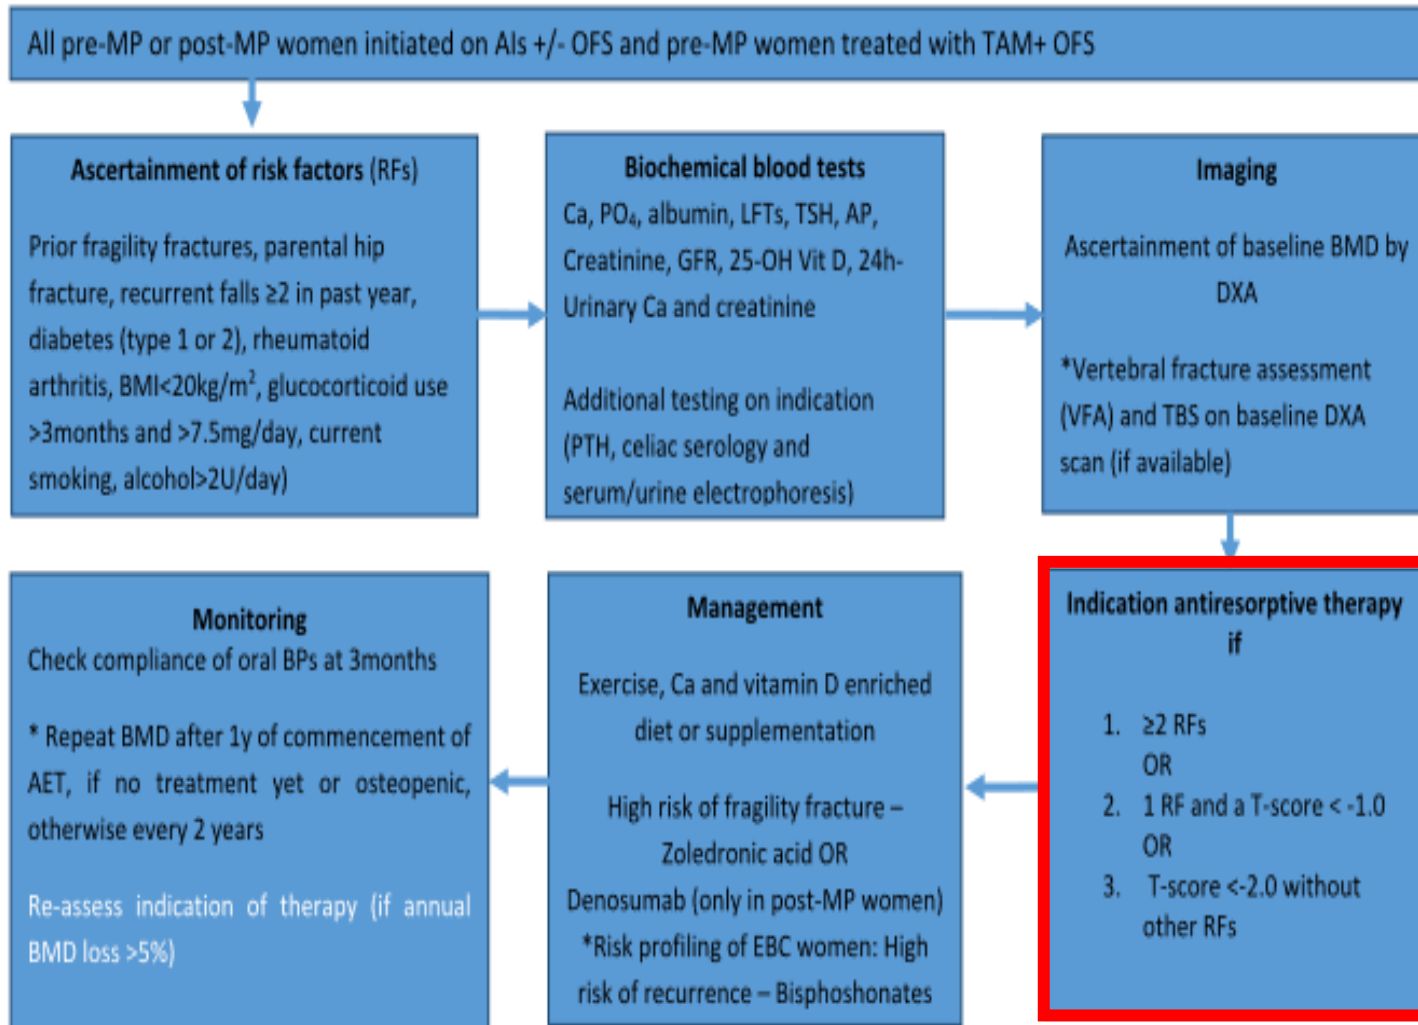 All pre-MP or post-MP women initiated on AIs +/- OFS and pre-MP women treated with TAM+ OFS
Ascertainment of risk factors (RFs)
Prior fragility fractures, parental hip
fracture, recurrent falls ≥2 in past year,
diabetes (type 1 or 2), rheumatoid
arthritis, BMI<20kg/m², glucocorticoid use
>3months and >7.5mg/day, current
smoking, alcohol>2U/day)
Biochemical blood tests
Ca, PO₄, albumin, LFTs, TSH, AP,
Creatinine, GFR, 25-OH Vit D, 24h-
Urinary Ca and creatinine
Additional testing on indication
(PTH, celiac serology and
serum/urine electrophoresis)
Imaging
Ascertainment of baseline BMD by
DXA
*Vertebral fracture assessment
(VFA) and TBS on baseline DXA
scan (if available)
Indication antiresorptive therapy
if
1. ≥2 RFs
OR
2. 1 RF and a T-score < -1.0
OR
3. T-score <-2.0 without
other RFs
Management
Exercise, Ca and vitamin D enriched
diet or supplementation
High risk of fragility fracture –
Zoledronic acid OR
Denosumab (only in post-MP women)
*Risk profiling of EBC women: High
risk of recurrence – Bisphoshonates
Monitoring
Check compliance of oral BPs at 3months
* Repeat BMD after 1y of commencement of
AET, if no treatment yet or osteopenic,
otherwise every 2 years
Re-assess indication of therapy (if annual
BMD loss >5%)